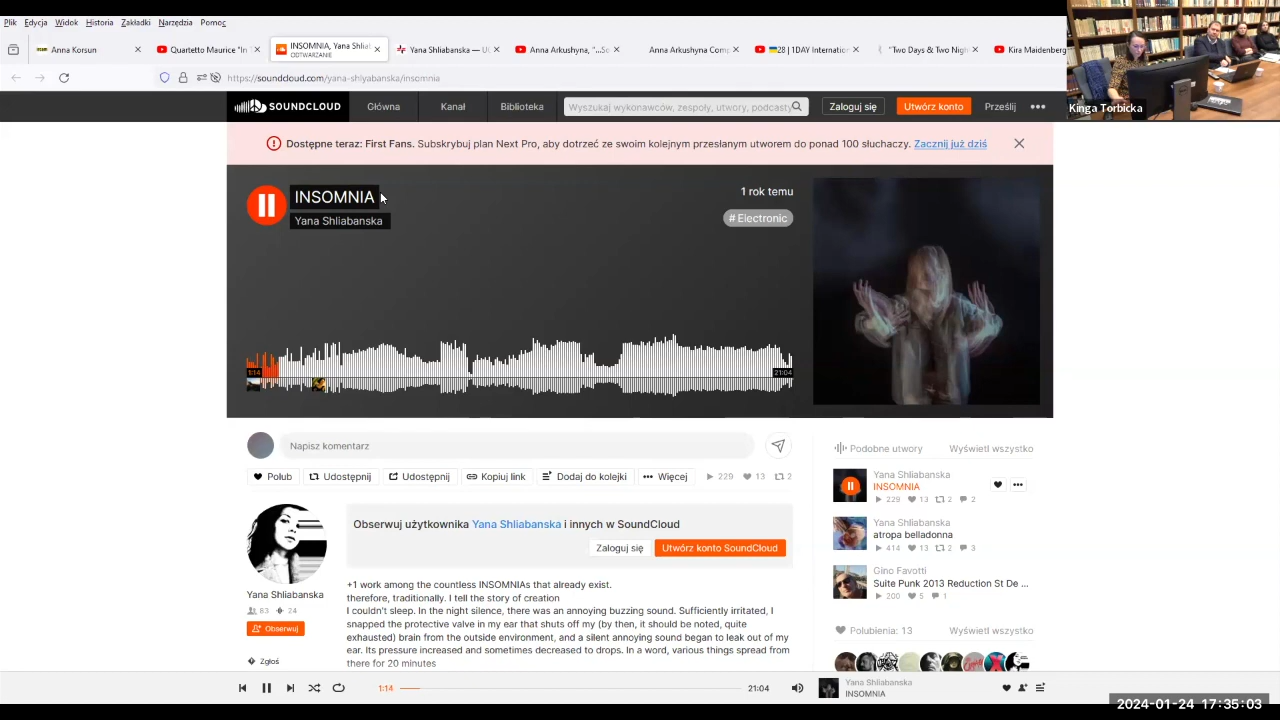 Plik Edycja Widok Historia Zakładki Narzędzia Pomoc
Anna Korsun
Quartetto Maurice "In
INSOMNIA, Yana Shlial
ODTWARZANIE
Yana Shliabanska — U
Anna Arkushyna, "...So
Anna Arkushyna Com
28 | 1DAY Internation
"Two Days & Two Nig
Kira Maidenberg
https://soundcloud.com/yana-shlyabanska/insomnia
Kinga Torbicka
SOUNDCLOUD
Główna
Kanał
Biblioteka
Wyszukaj wykonawców, zespoły, utwory, podcasty
Zaloguj się
Utwórz konto
Prześlij
Dostępne teraz: First Fans. Subskrybuj plan Next Pro, aby dotrzeć ze swoim kolejnym przesłanym utworem do ponad 100 słuchaczy. Zacznij już dziś
INSOMNIA
Yana Shliabanska
1 rok temu
# Electronic
1:14
21:04
Napisz komentarz
Polub
Udostępnij
Udostępnij
Kopiuj link
Dodaj do kolejki
Więcej
229
13
2
Obserwuj użytkownika Yana Shliabanska i innych w SoundCloud
Zaloguj się
Utwórz konto SoundCloud
Yana Shliabanska
83
24
Obserwuj
Zgłoś
+1 work among the countless INSOMNIAs that already exist.
therefore, traditionally. I tell the story of creation
I couldn't sleep. In the night silence, there was an annoying buzzing sound. Sufficiently irritated, I
snapped the protective valve in my ear that shuts off my (by then, it should be noted, quite
exhausted) brain from the outside environment, and a silent annoying sound began to leak out of my
ear. Its pressure increased and sometimes decreased to drops. In a word, various things spread from
there for 20 minutes
Podobne utwory
Wyświetl wszystko
Yana Shliabanska
INSOMNIA
229 13 2 2
Yana Shliabanska
atropa belladonna
414 13 2 3
Gino Favotti
Suite Punk 2013 Reduction St De ...
200 5 1
Polubienia: 13
Wyświetl wszystko
1:14
21:04
Yana Shliabanska
INSOMNIA
2024-01-24 17:35:03